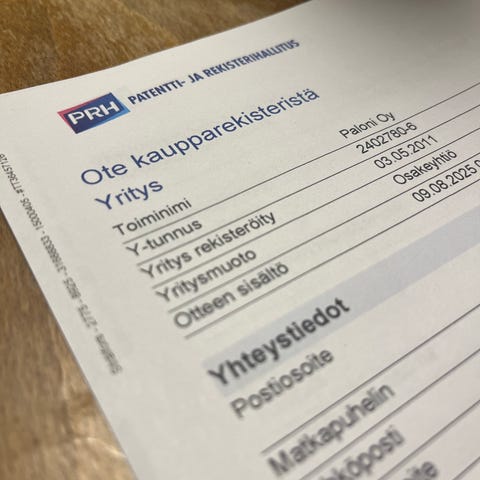 PRH PATENTTI- JA REKISTERIHALLITUS
Ote kaupparekisteristä
Yritys
Toiminimi Paloni Oy
Y-tunnus 2402780-6
Yritys rekisteröity 03.05.2011
Yritysmuoto Osakeyhtiö
Otteen sisältö 09.08.2025
Yhteystiedot
Postiosoite
Matkapuhelin